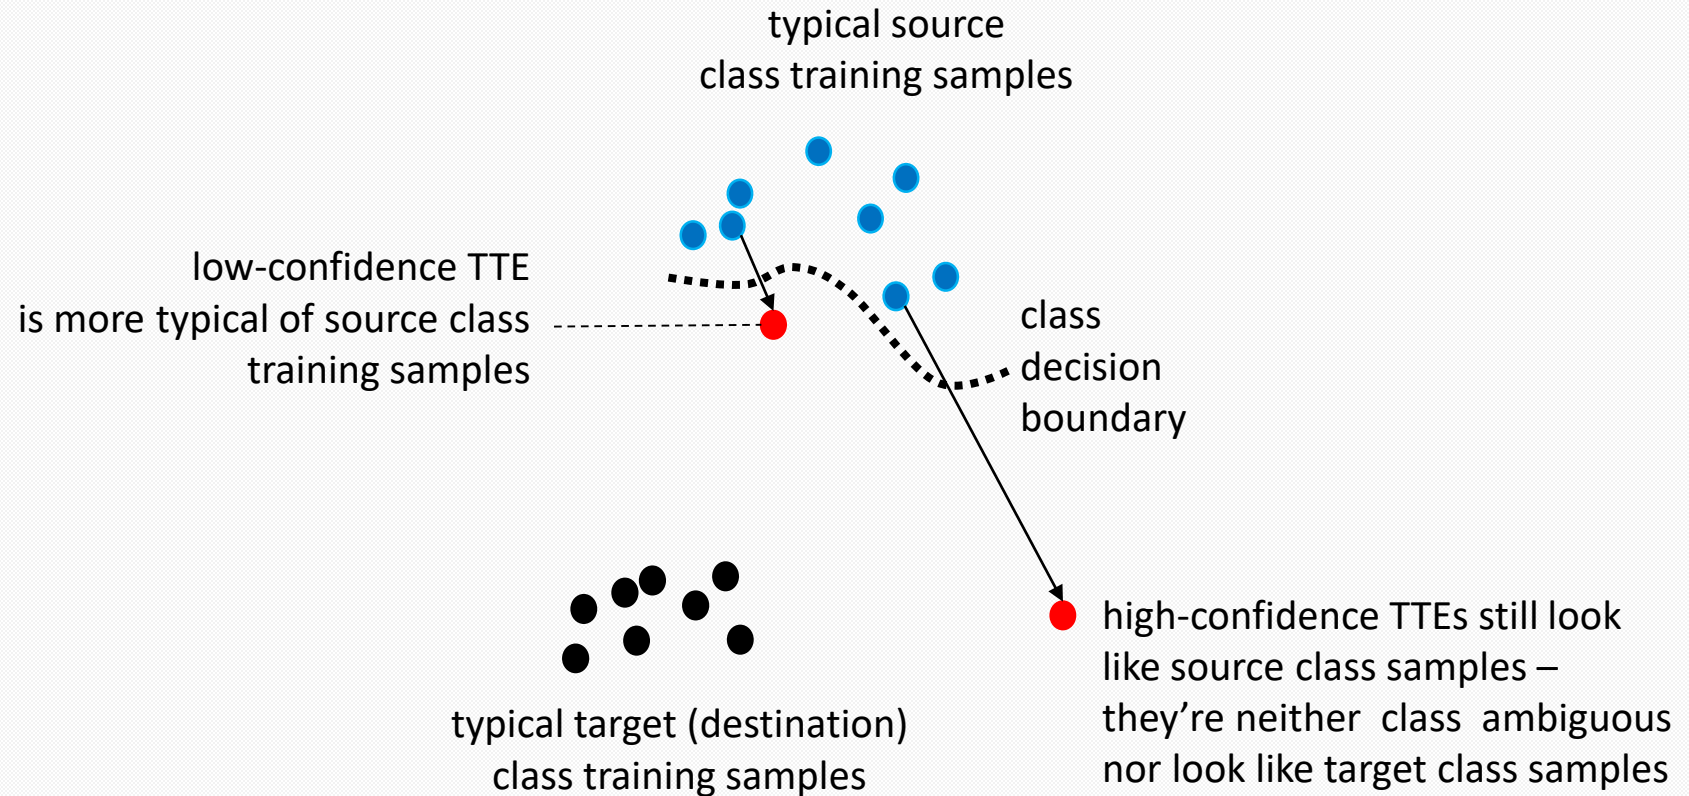 typical source
class training samples
low-confidence TTE
is more typical of source class
training samples
class
decision
boundary
high-confidence TTEs still look
like source class samples –
they’re neither class ambiguous
nor look like target class samples
typical target (destination)
class training samples